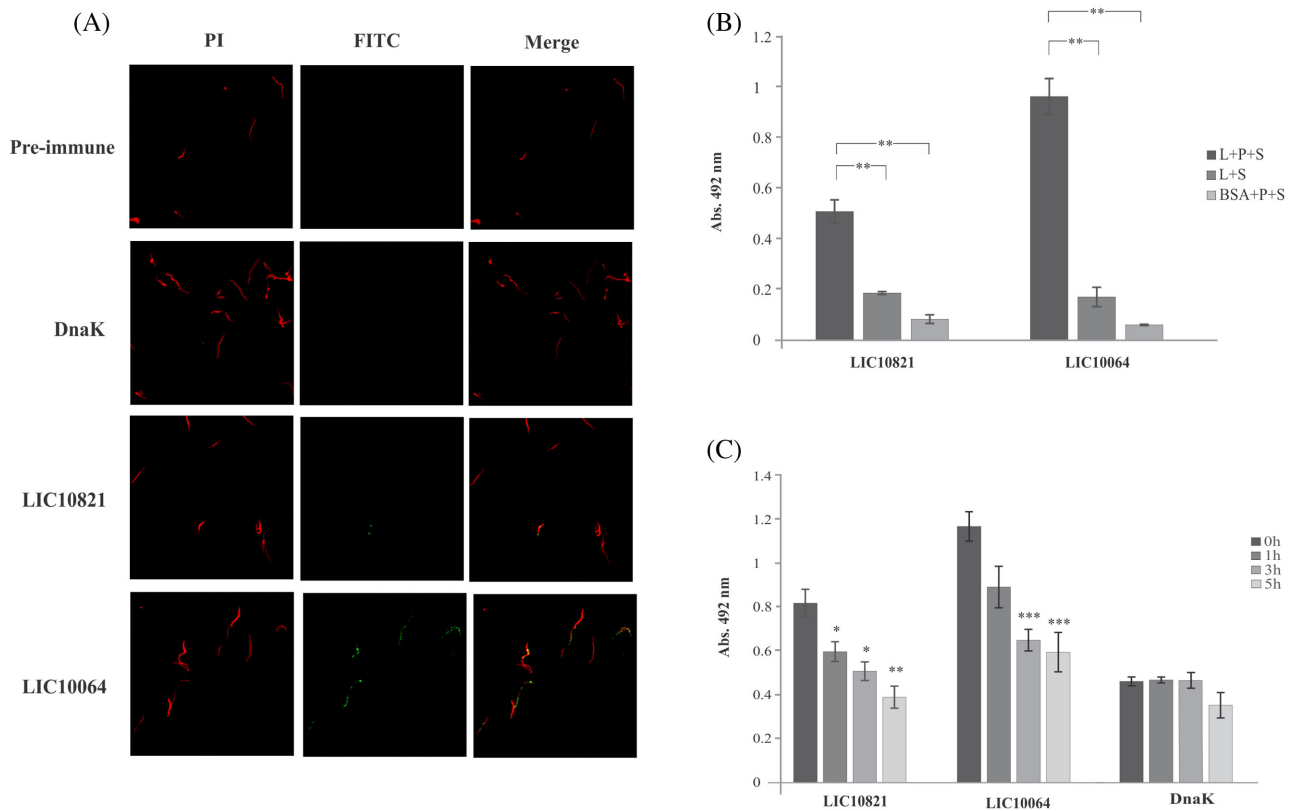 (A)
PI FITC Merge
Pre-immune
DnaK
LIC10821
LIC10064
(B)
Abs. 492 nm
1.2
1
0.8
0.6
0.4
0.2
0
**
**
**
**
LIC10821 LIC10064
L+P+S
L+S
BSA+P+S
(C)
Abs. 492 nm
1.4
1.2
1
0.8
0.6
0.4
0.2
0
* * **
*** ***
LIC10821 LIC10064 DnaK
0h
1h
3h
5h